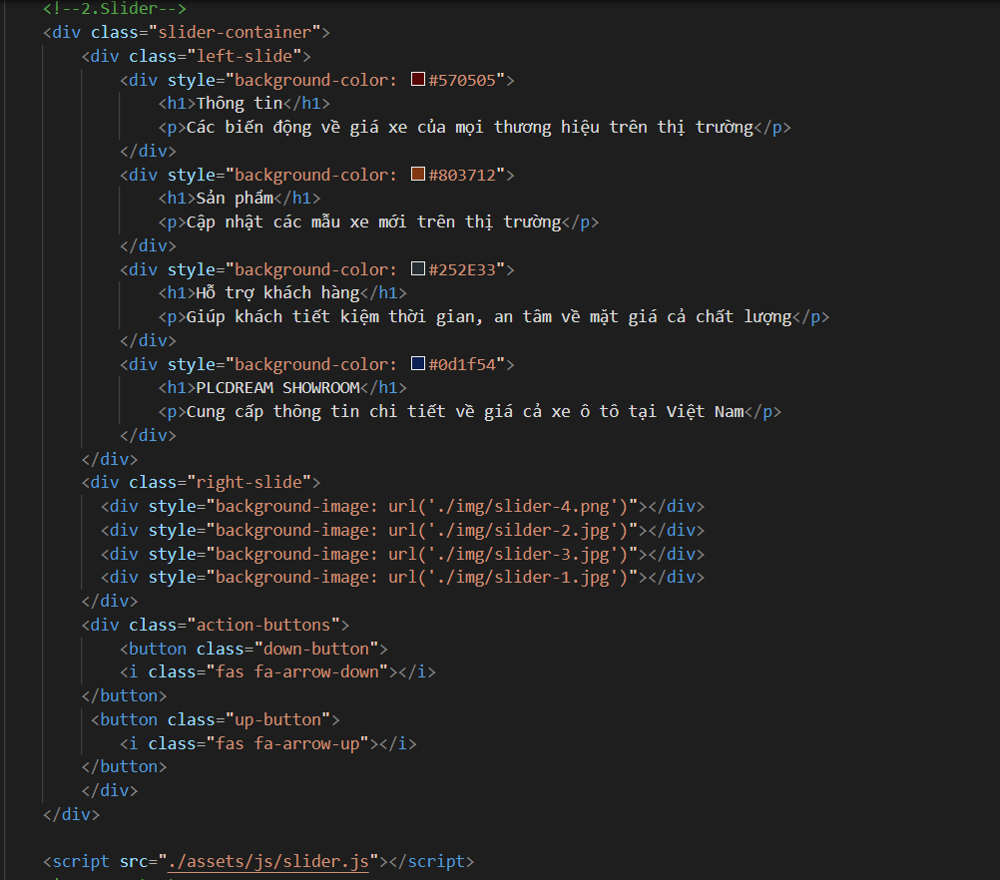 <!--2.Slider-->
<div class="slider-container">
<div class="left-slide">
<div style="background-color: #570505">
<h1>Thông tin</h1>
<p>Các biến động về giá xe của mọi thương hiệu trên thị trường</p>
</div>
<div style="background-color: #803712">
<h1>Sản phẩm</h1>
<p>Cập nhật các mẫu xe mới trên thị trường</p>
</div>
<div style="background-color: #252E33">
<h1>Hỗ trợ khách hàng</h1>
<p>Giúp khách tiết kiệm thời gian, an tâm về mặt giá cả chất lượng</p>
</div>
<div style="background-color: #0d1f54">
<h1>PLCDREAM SHOWROOM</h1>
<p>Cung cấp thông tin chi tiết về giá cả xe ô tô tại Việt Nam</p>
</div>
</div>
<div class="right-slide">
<div style="background-image: url('./img/slider-4.png')"></div>
<div style="background-image: url('./img/slider-2.jpg')"></div>
<div style="background-image: url('./img/slider-3.jpg')"></div>
<div style="background-image: url('./img/slider-1.jpg')"></div>
</div>
<div class="action-buttons">
<button class="down-button">
<i class="fas fa-arrow-down"></i>
</button>
<button class="up-button">
<i class="fas fa-arrow-up"></i>
</button>
</div>
</div>
<script src="./assets/js/slider.js"></script>